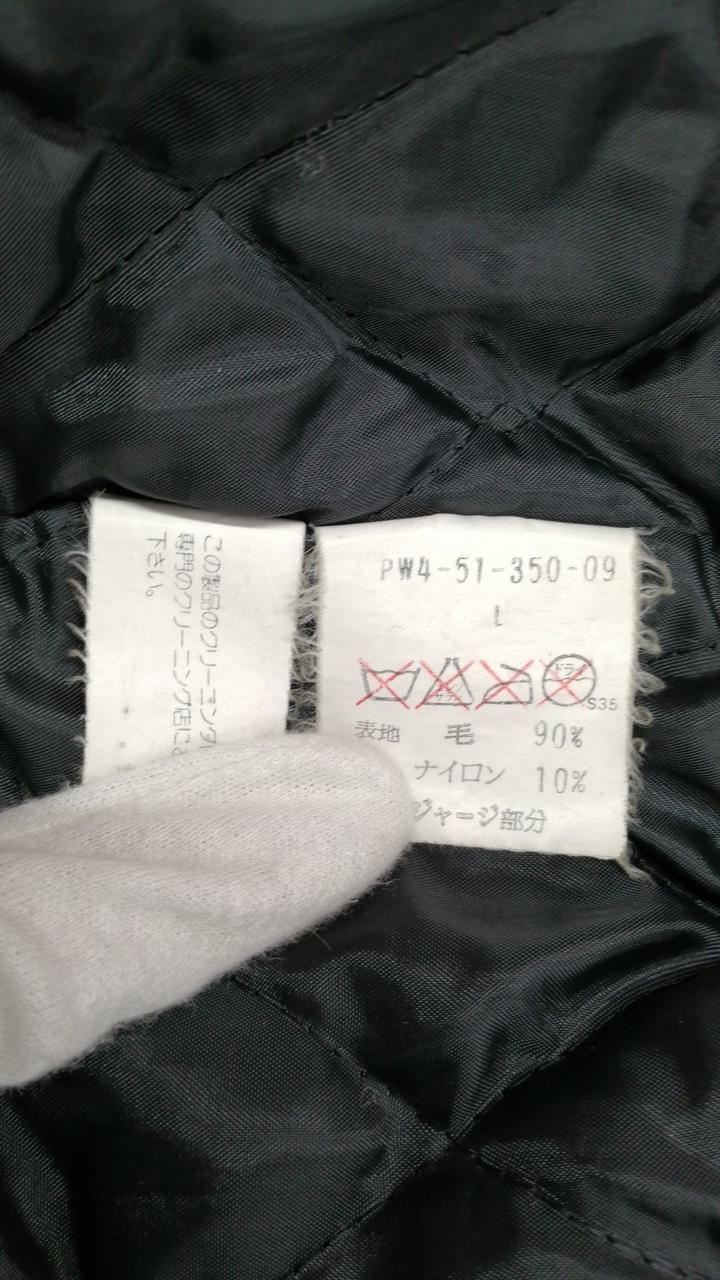 この製品のクリーニング
専門のクリーニング店に
下さい。
PW4-51-350-09
L
ドライ
S35
表地 毛 90%
ナイロン 10%
ジャージ部分